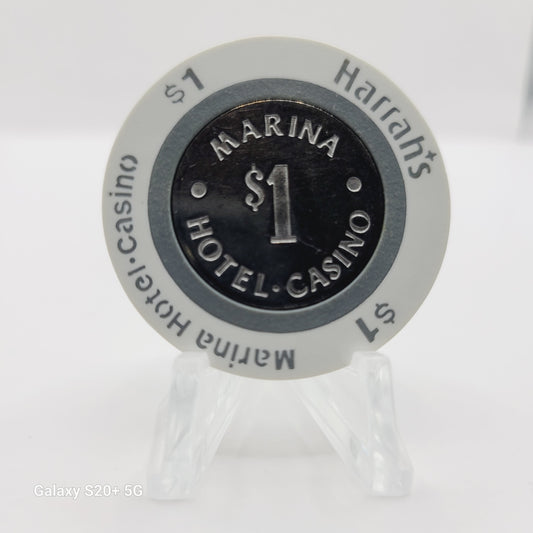 $1
Harrah's
$1
Marina Hotel·Casino
MARINA
$1
HOTEL·CASINO
Galaxy S20+ 5G